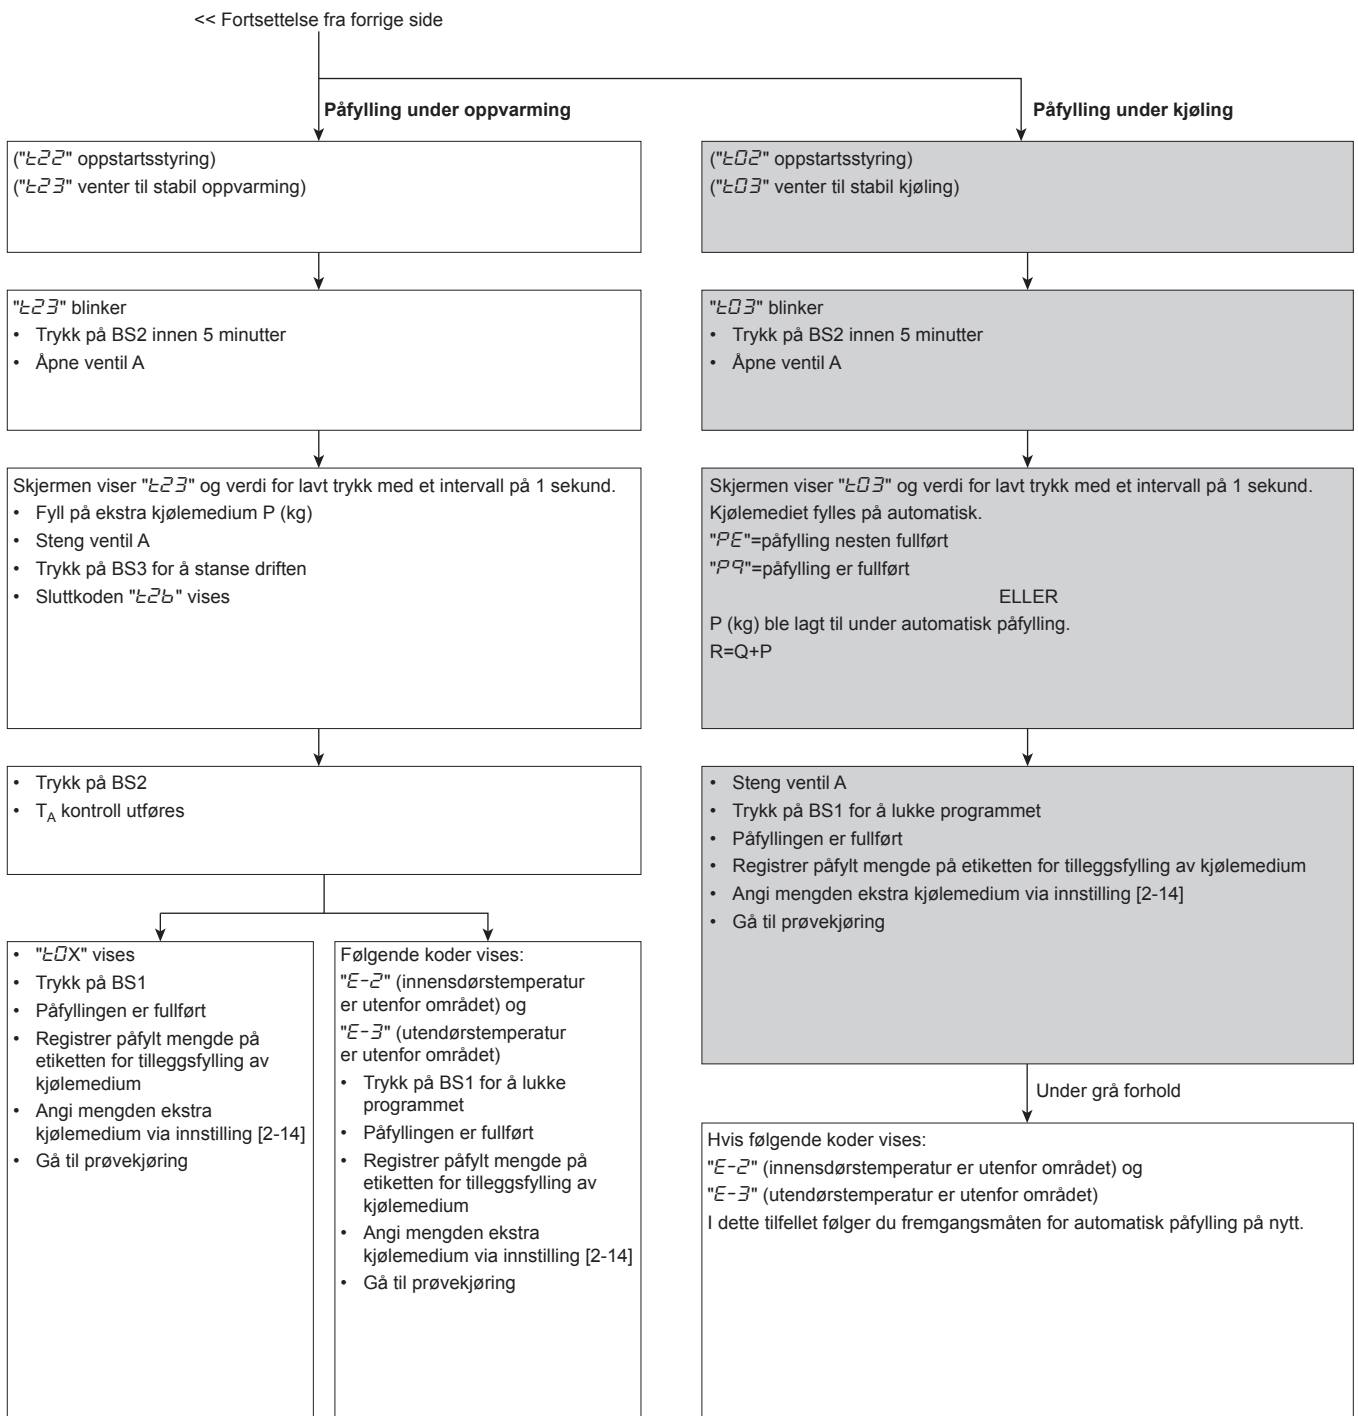 << Fortsettelse fra forrige side
Påfylling under oppvarming
("t22" oppstartsstyring)
("t23" venter til stabil oppvarming)
"t23" blinker
• Trykk på BS2 innen 5 minutter
• Åpne ventil A
Skjermen viser "t23" og verdi for lavt trykk med et intervall på 1 sekund.
• Fyll på ekstra kjølemedium P (kg)
• Steng ventil A
• Trykk på BS3 for å stanse driften
• Sluttkoden "t2b" vises
• Trykk på BS2
• TA kontroll utføres
• "t0X" vises
• Trykk på BS1
• Påfyllingen er fullført
• Registrer påfylt mengde på
etiketten for tilleggsfylling av
kjølemedium
• Angi mengden ekstra
kjølemedium via innstilling [2-14]
• Gå til prøvekjøring
Følgende koder vises:
"E-2" (innensdørstemperatur
er utenfor området) og
"E-3" (utendørstemperatur
er utenfor området)
• Trykk på BS1 for å lukke
programmet
• Påfyllingen er fullført
• Registrer påfylt mengde på
etiketten for tilleggsfylling av
kjølemedium
• Angi mengden ekstra
kjølemedium via innstilling [2-14]
• Gå til prøvekjøring
Påfylling under kjøling
("t02" oppstartsstyring)
("t03" venter til stabil kjøling)
"t03" blinker
• Trykk på BS2 innen 5 minutter
• Åpne ventil A
Skjermen viser "t03" og verdi for lavt trykk med et intervall på 1 sekund.
Kjølemediet fylles på automatisk.
"PE"=påfylling nesten fullført
"P9"=påfylling er fullført
ELLER
P (kg) ble lagt til under automatisk påfylling.
R=Q+P
• Steng ventil A
• Trykk på BS1 for å lukke programmet
• Påfyllingen er fullført
• Registrer påfylt mengde på etiketten for tilleggsfylling av kjølemedium
• Angi mengden ekstra kjølemedium via innstilling [2-14]
• Gå til prøvekjøring
Under grå forhold
Hvis følgende koder vises:
"E-2" (innensdørstemperatur er utenfor området) og
"E-3" (utendørstemperatur er utenfor området)
I dette tilfellet følger du fremgangsmåten for automatisk påfylling på nytt.